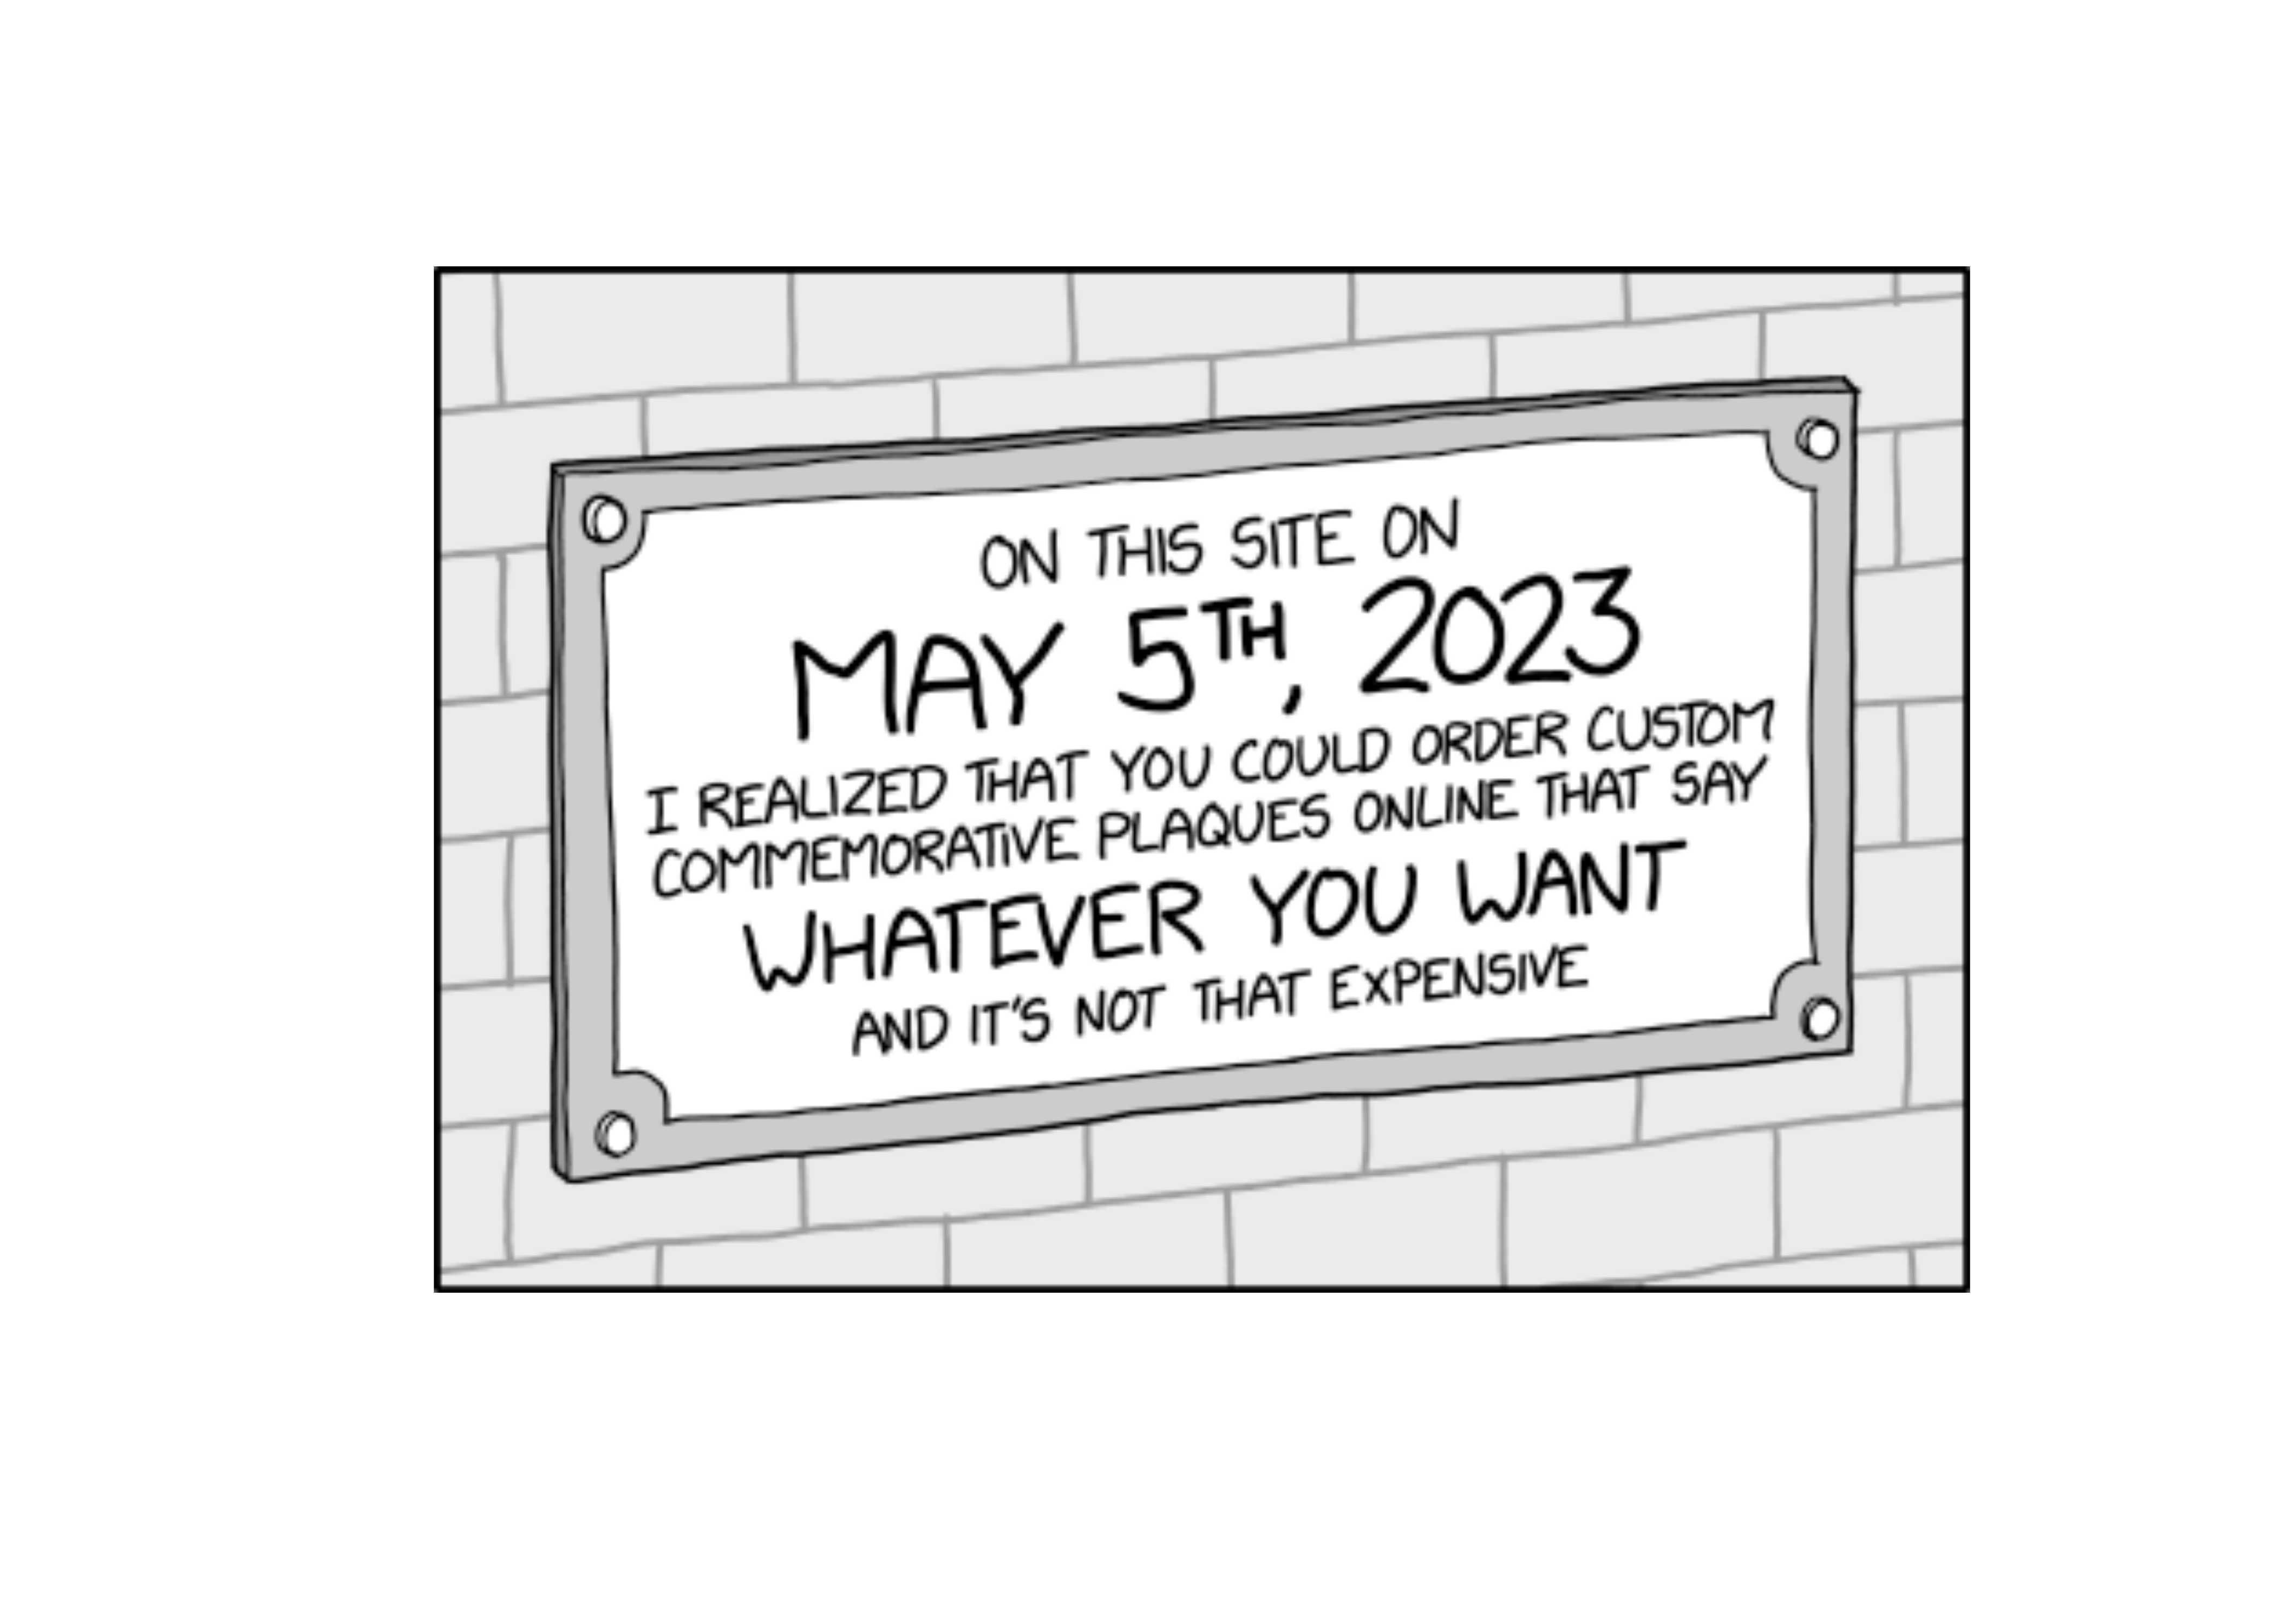 ON THIS SITE ON
MAY 5TH, 2023
I REALIZED THAT YOU COULD ORDER CUSTOM
COMMEMORATIVE PLAQUES ONLINE THAT SAY
WHATEVER YOU WANT
AND IT'S NOT THAT EXPENSIVE